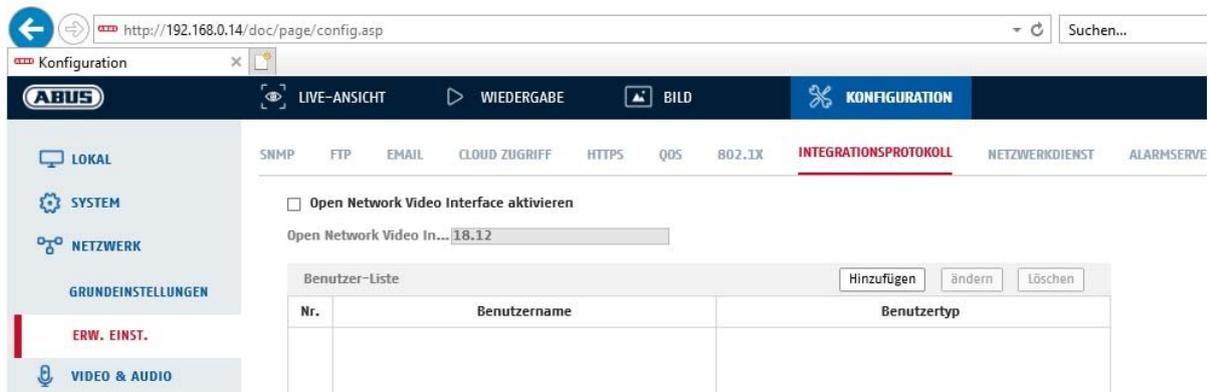 http://192.168.0.14/doc/page/config.asp
Suchen...
Konfiguration
ABUS
LIVE-ANSICHT
WIEDERGABE
BILD
KONFIGURATION
LOKAL
SYSTEM
NETZWERK
GRUNDEINSTELLUNGEN
ERW. EINST.
VIDEO & AUDIO
SNMP FTP EMAIL CLOUD ZUGRIFF HTTPS QOS 802.1X INTEGRATIONSPROTOKOLL NETZWERKDIENST ALARMSERVE
Open Network Video Interface aktivieren
Open Network Video In... 18.12
Benutzer-Liste Hinzufügen ändern Löschen
Nr. Benutzername Benutzertyp